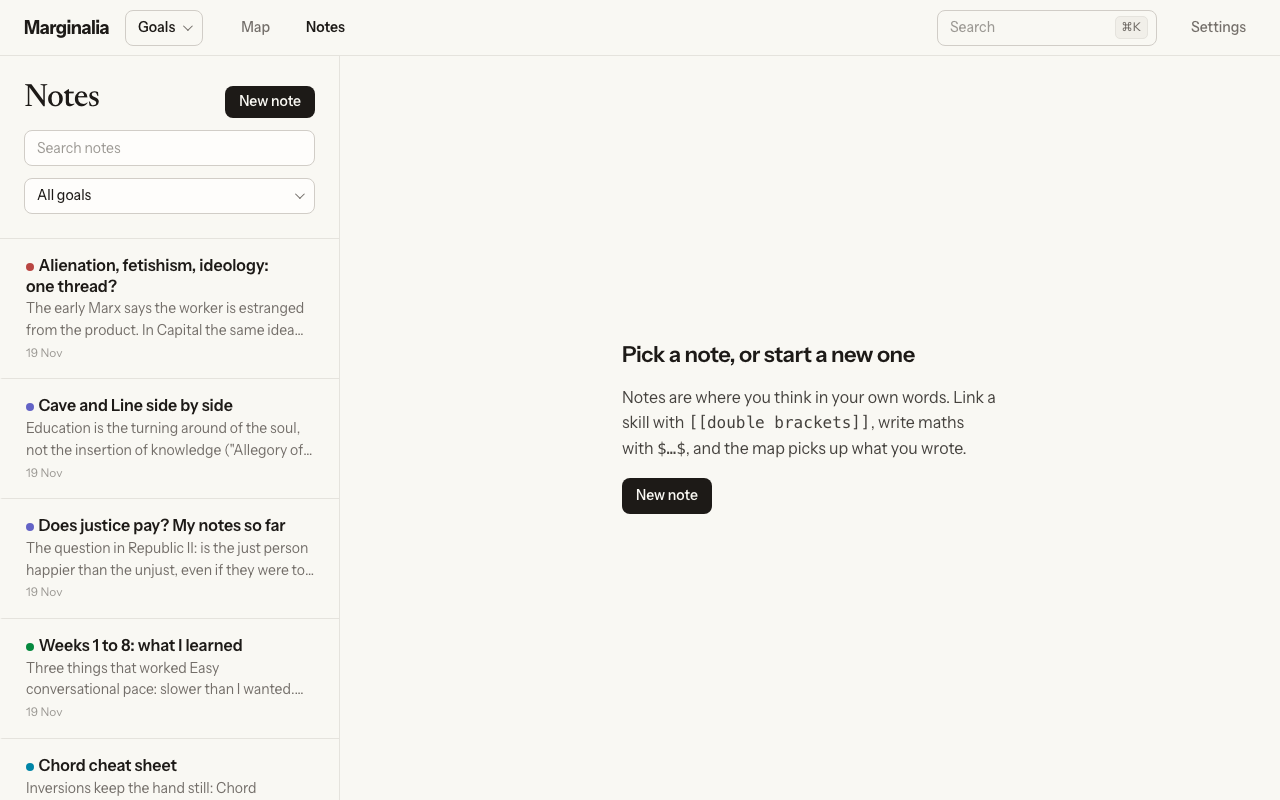 Marginalia Goals Map Notes Search ⌘K Settings
Notes
New note
Search notes
All goals
Alienation, fetishism, ideology:
one thread?
The early Marx says the worker is estranged
from the product. In Capital the same idea...
19 Nov
Cave and Line side by side
Education is the turning around of the soul,
not the insertion of knowledge ("Allegory of...
19 Nov
Does justice pay? My notes so far
The question in Republic II: is the just person
happier than the unjust, even if they were to...
19 Nov
Weeks 1 to 8: what I learned
Three things that worked Easy
conversational pace: slower than I wanted....
19 Nov
Chord cheat sheet
Inversions keep the hand still: Chord
Pick a note, or start a new one
Notes are where you think in your own words. Link a
skill with [[double brackets]], write maths
with $…$, and the map picks up what you wrote.
New note